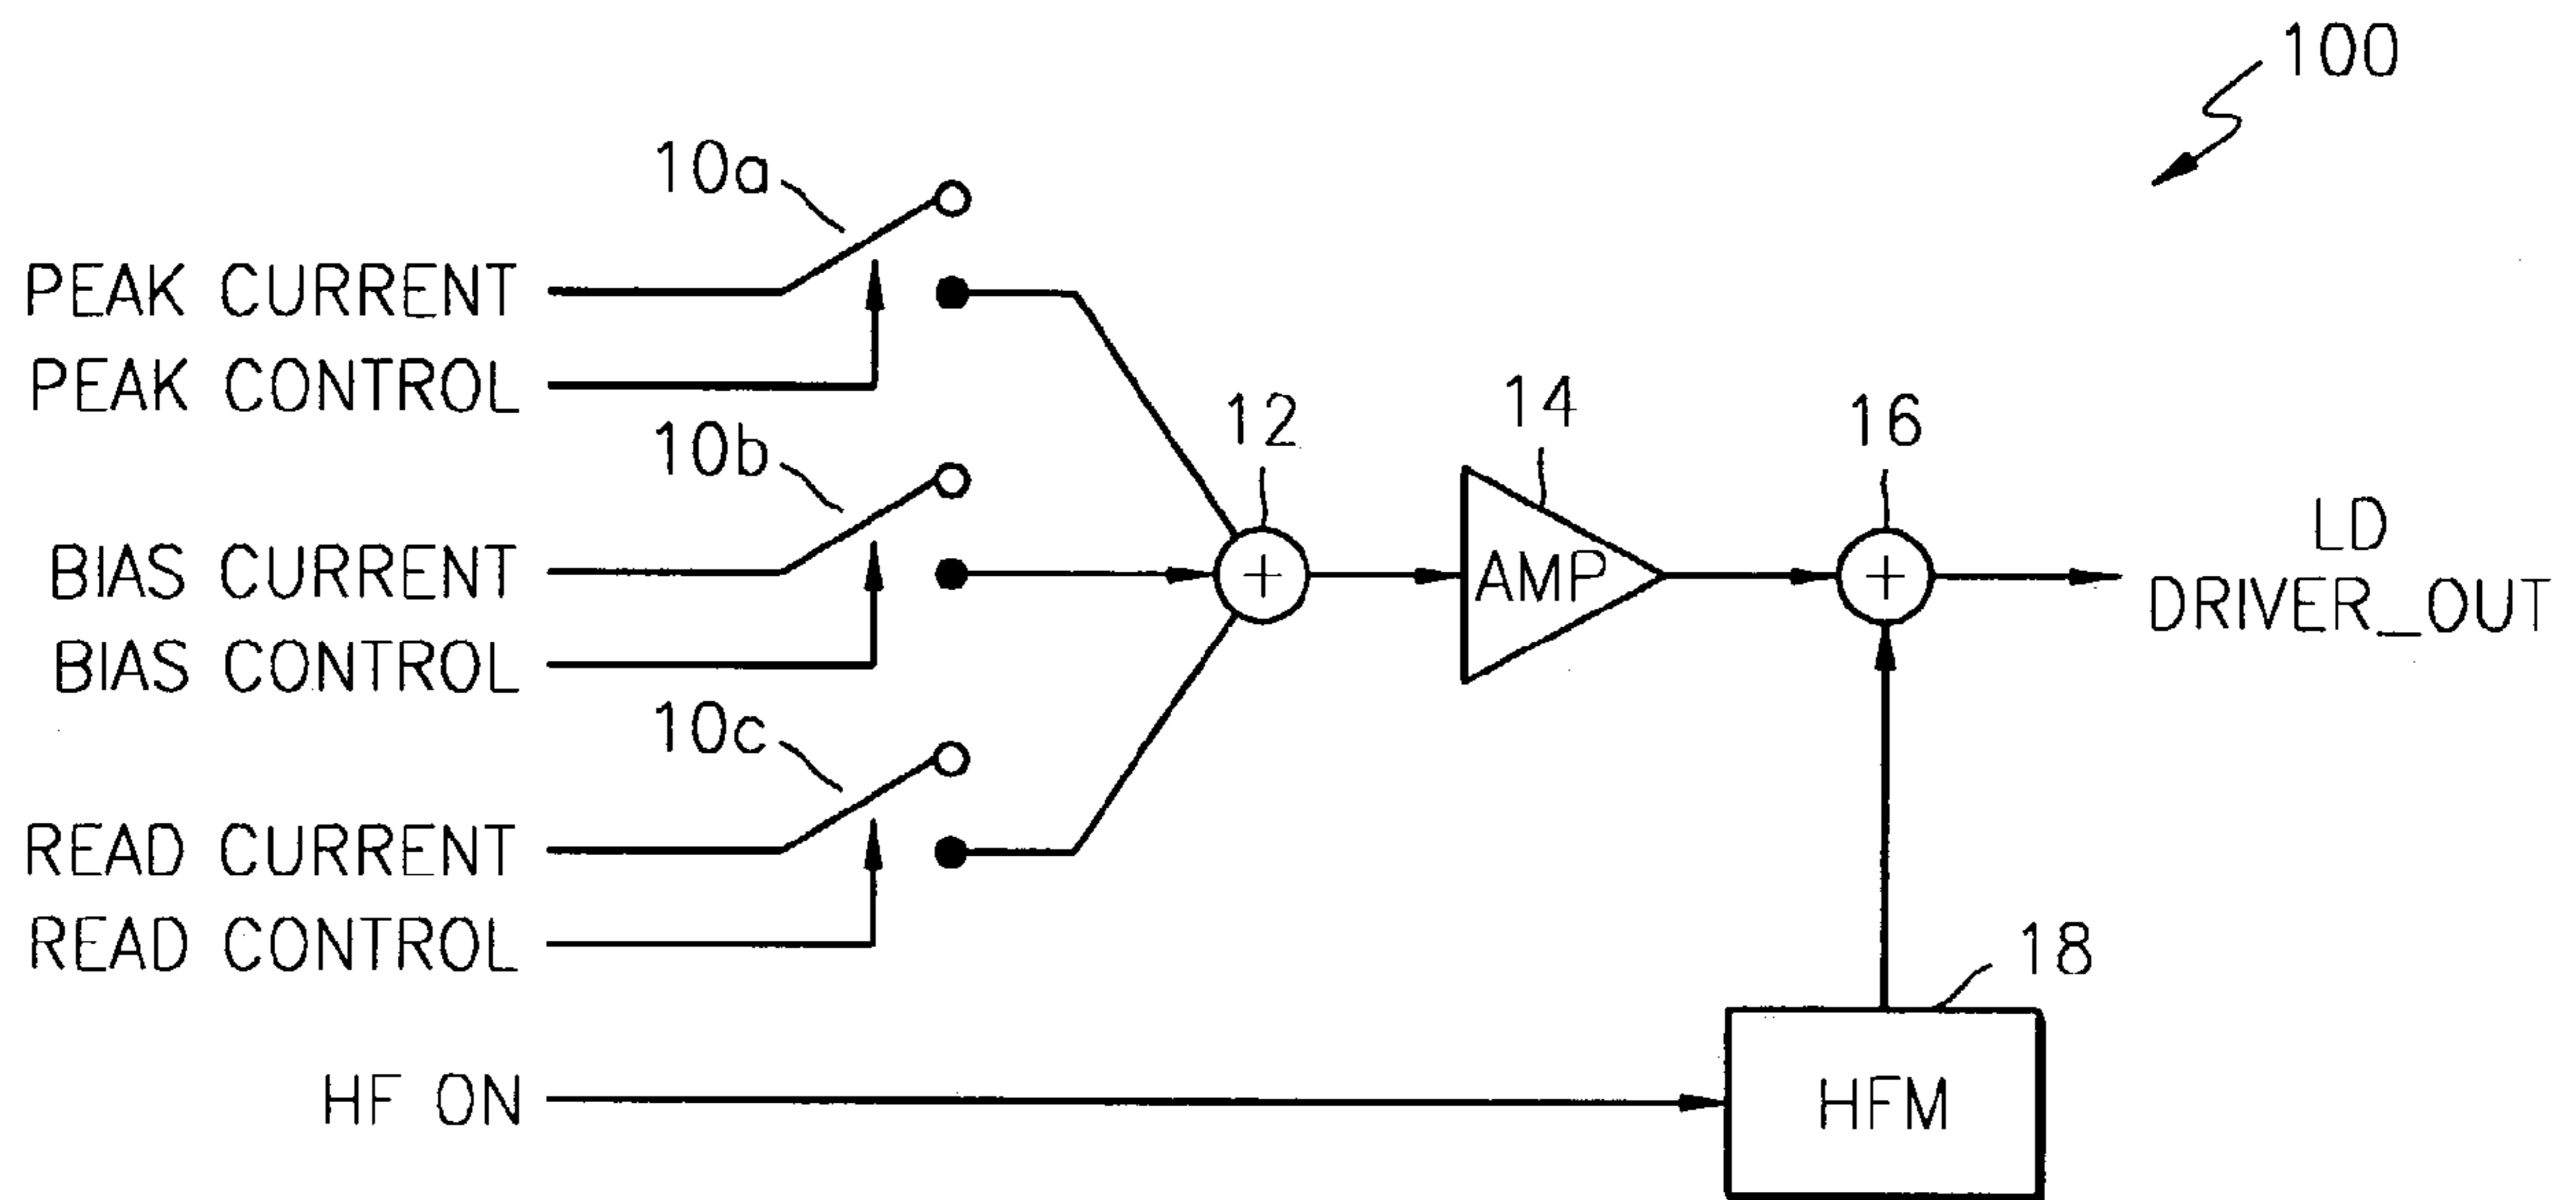 100
10a
PEAK CURRENT
PEAK CONTROL
10b
12
14
16
BIAS CURRENT
BIAS CONTROL
+
AMP
+
LD
DRIVER_OUT
10c
READ CURRENT
READ CONTROL
18
HF ON
HFM